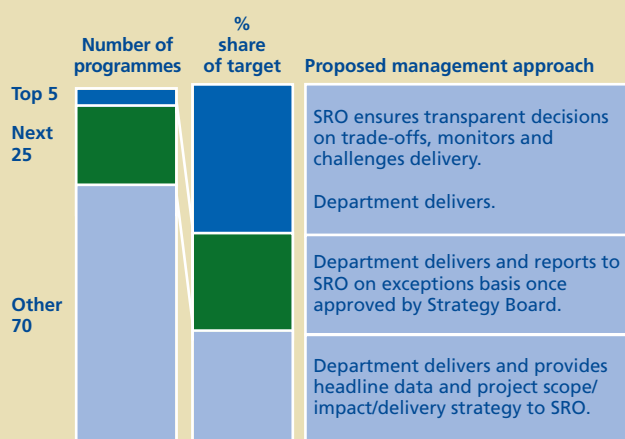 Number of
programmes
%
share
of target
Proposed management approach
Top 5
Next
25
Other
70
SRO ensures transparent decisions
on trade-offs, monitors and
challenges delivery.
Department delivers.
Department delivers and reports to
SRO on exceptions basis once
approved by Strategy Board.
Department delivers and provides
headline data and project scope/
impact/delivery strategy to SRO.